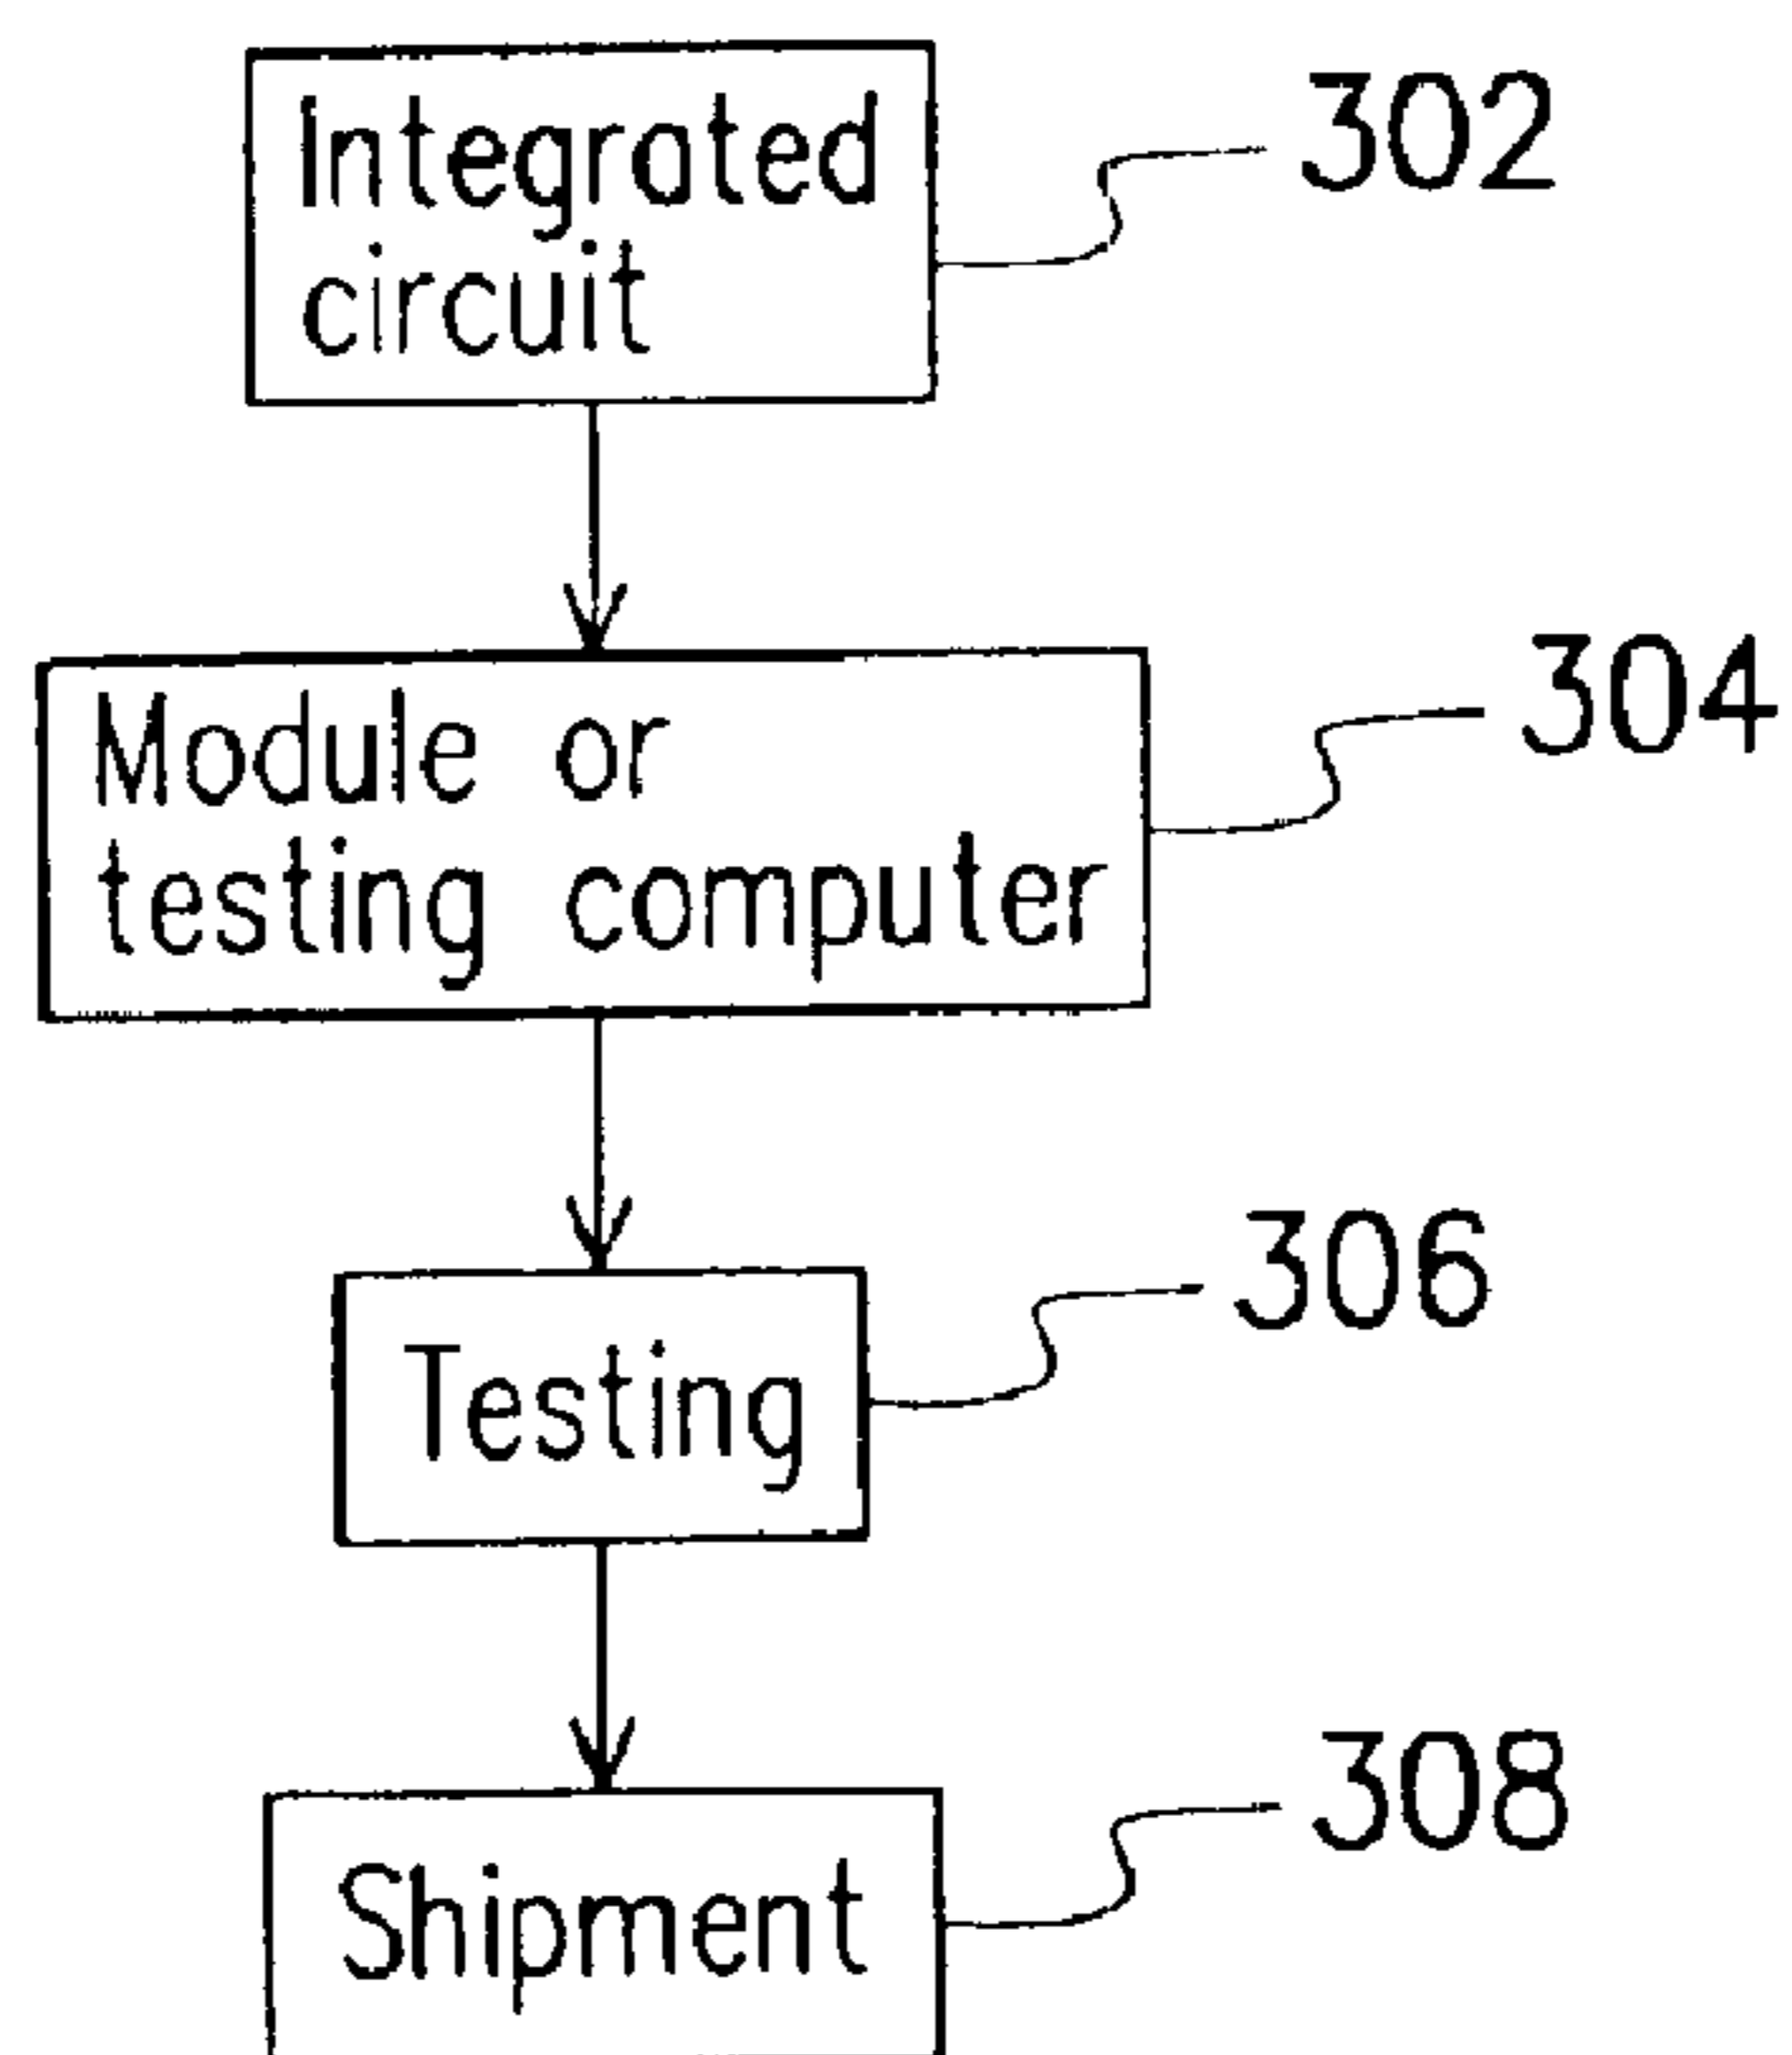 Integrated
circuit
302
Module or
testing computer
304
Testing
306
Shipment
308